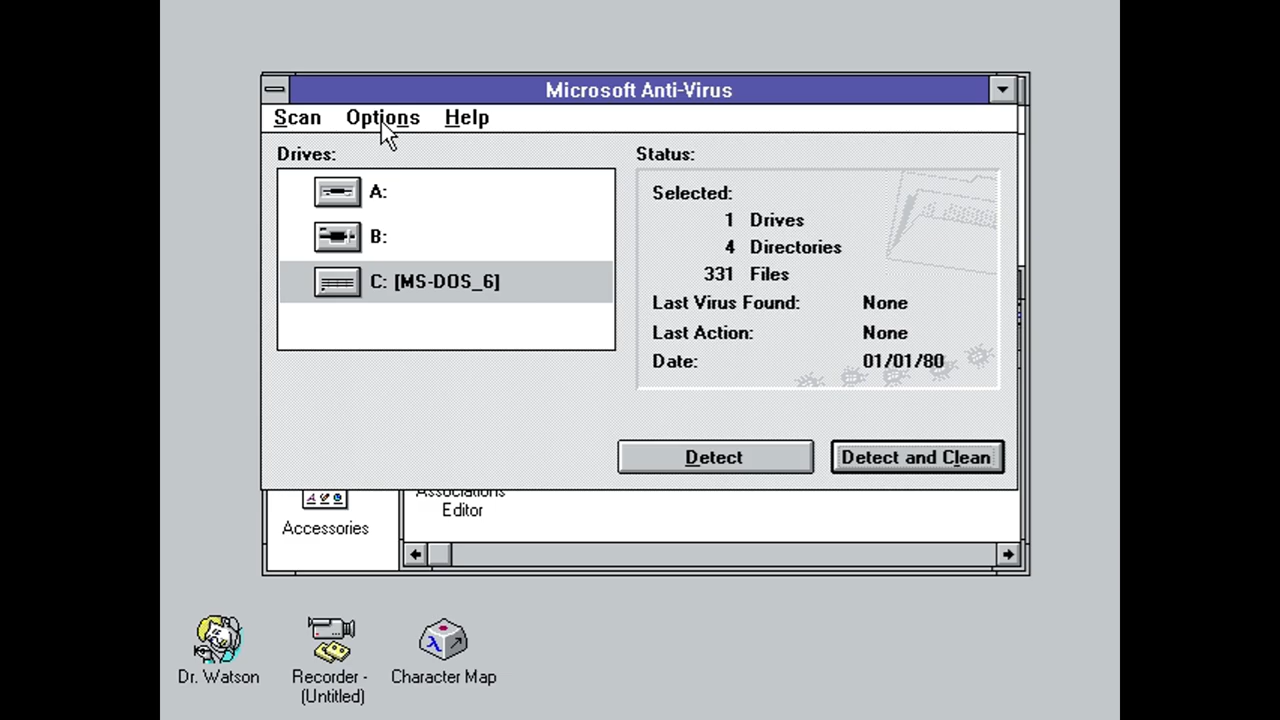 Microsoft Anti-Virus
Scan Options Help
Drives:
A:
B:
C: [MS-DOS_6]
Status:
Selected:
1 Drives
4 Directories
331 Files
Last Virus Found: None
Last Action: None
Date: 01/01/80
Detect
Detect and Clean
Accessories
Associations
Editor
Dr. Watson
Recorder -
(Untitled)
Character Map